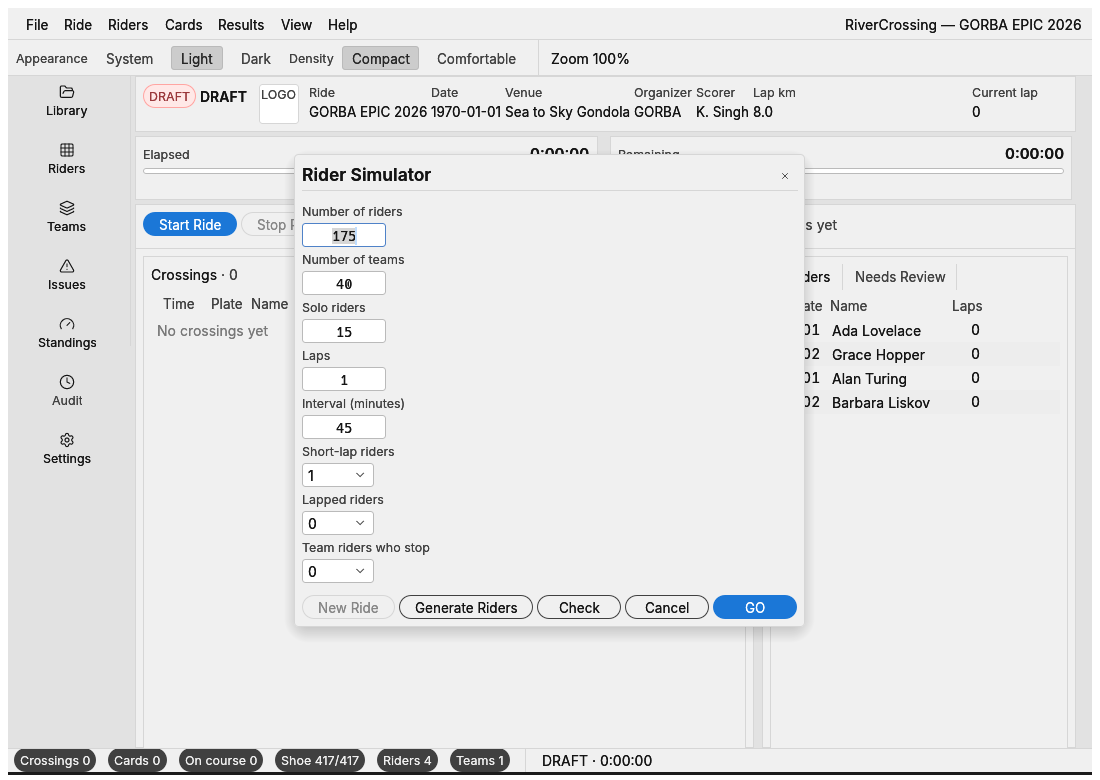 File Ride Riders Cards Results View Help RiverCrossing — GORBA EPIC 2026
Appearance System Light Dark Density Compact Comfortable Zoom 100%
Library
Riders
Teams
Issues
Standings
Audit
Settings
DRAFT DRAFT LOGO
Ride Date Venue Organizer Scorer Lap km Current lap
GORBA EPIC 2026 1970-01-01 Sea to Sky Gondola GORBA K. Singh 8.0 0
Elapsed 0:00:00 Remaining 0:00:00
Start Ride Stop s yet
Crossings · 0
Time Plate Name
No crossings yet
Rider Simulator ×
Number of riders
175
Number of teams
40
Solo riders
15
Laps
1
Interval (minutes)
45
Short-lap riders
1
Lapped riders
0
Team riders who stop
0
New Ride Generate Riders Check Cancel GO
ders Needs Review
ate Name Laps
01 Ada Lovelace 0
02 Grace Hopper 0
01 Alan Turing 0
02 Barbara Liskov 0
Crossings 0 Cards 0 On course 0 Shoe 417/417 Riders 4 Teams 1 DRAFT · 0:00:00